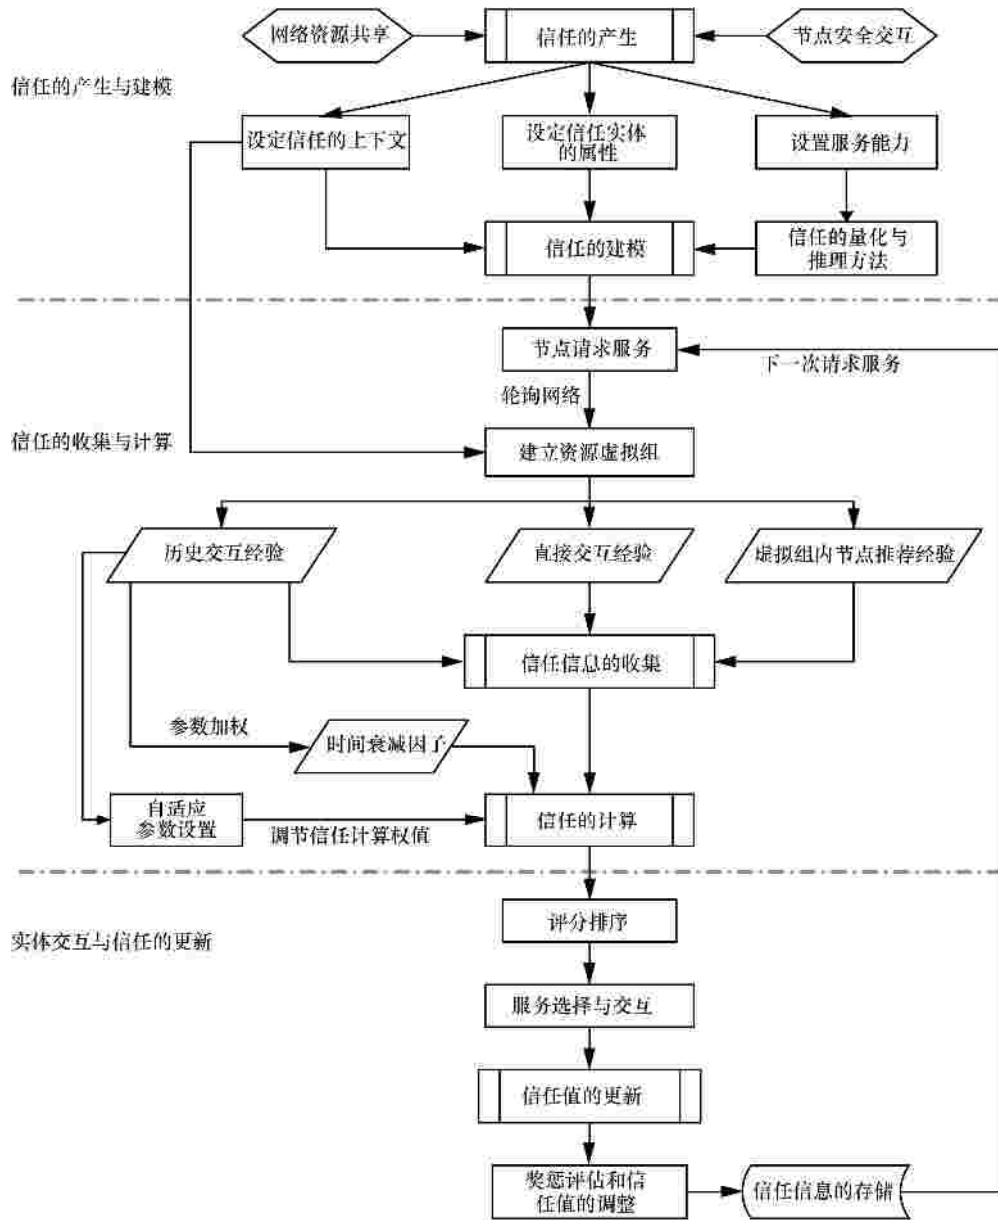 网络资源共享
信任的产生
节点安全交互
信任的产生与建模
设定信任的上下文
设定信任实体
的属性
设置服务能力
信任的建模
信任的量化与
推理方法
节点请求服务
下一次请求服务
轮询网络
信任的收集与计算
建立资源虚拟组
历史交互经验
直接交互经验
虚拟组内节点推荐经验
信任信息的收集
参数加权
时间衰减因子
自适应
参数设置
调节信任计算权值
信任的计算
评分排序
实体交互与信任的更新
服务选择与交互
信任值的更新
奖惩评估和信
任值的调整
信任信息的存储